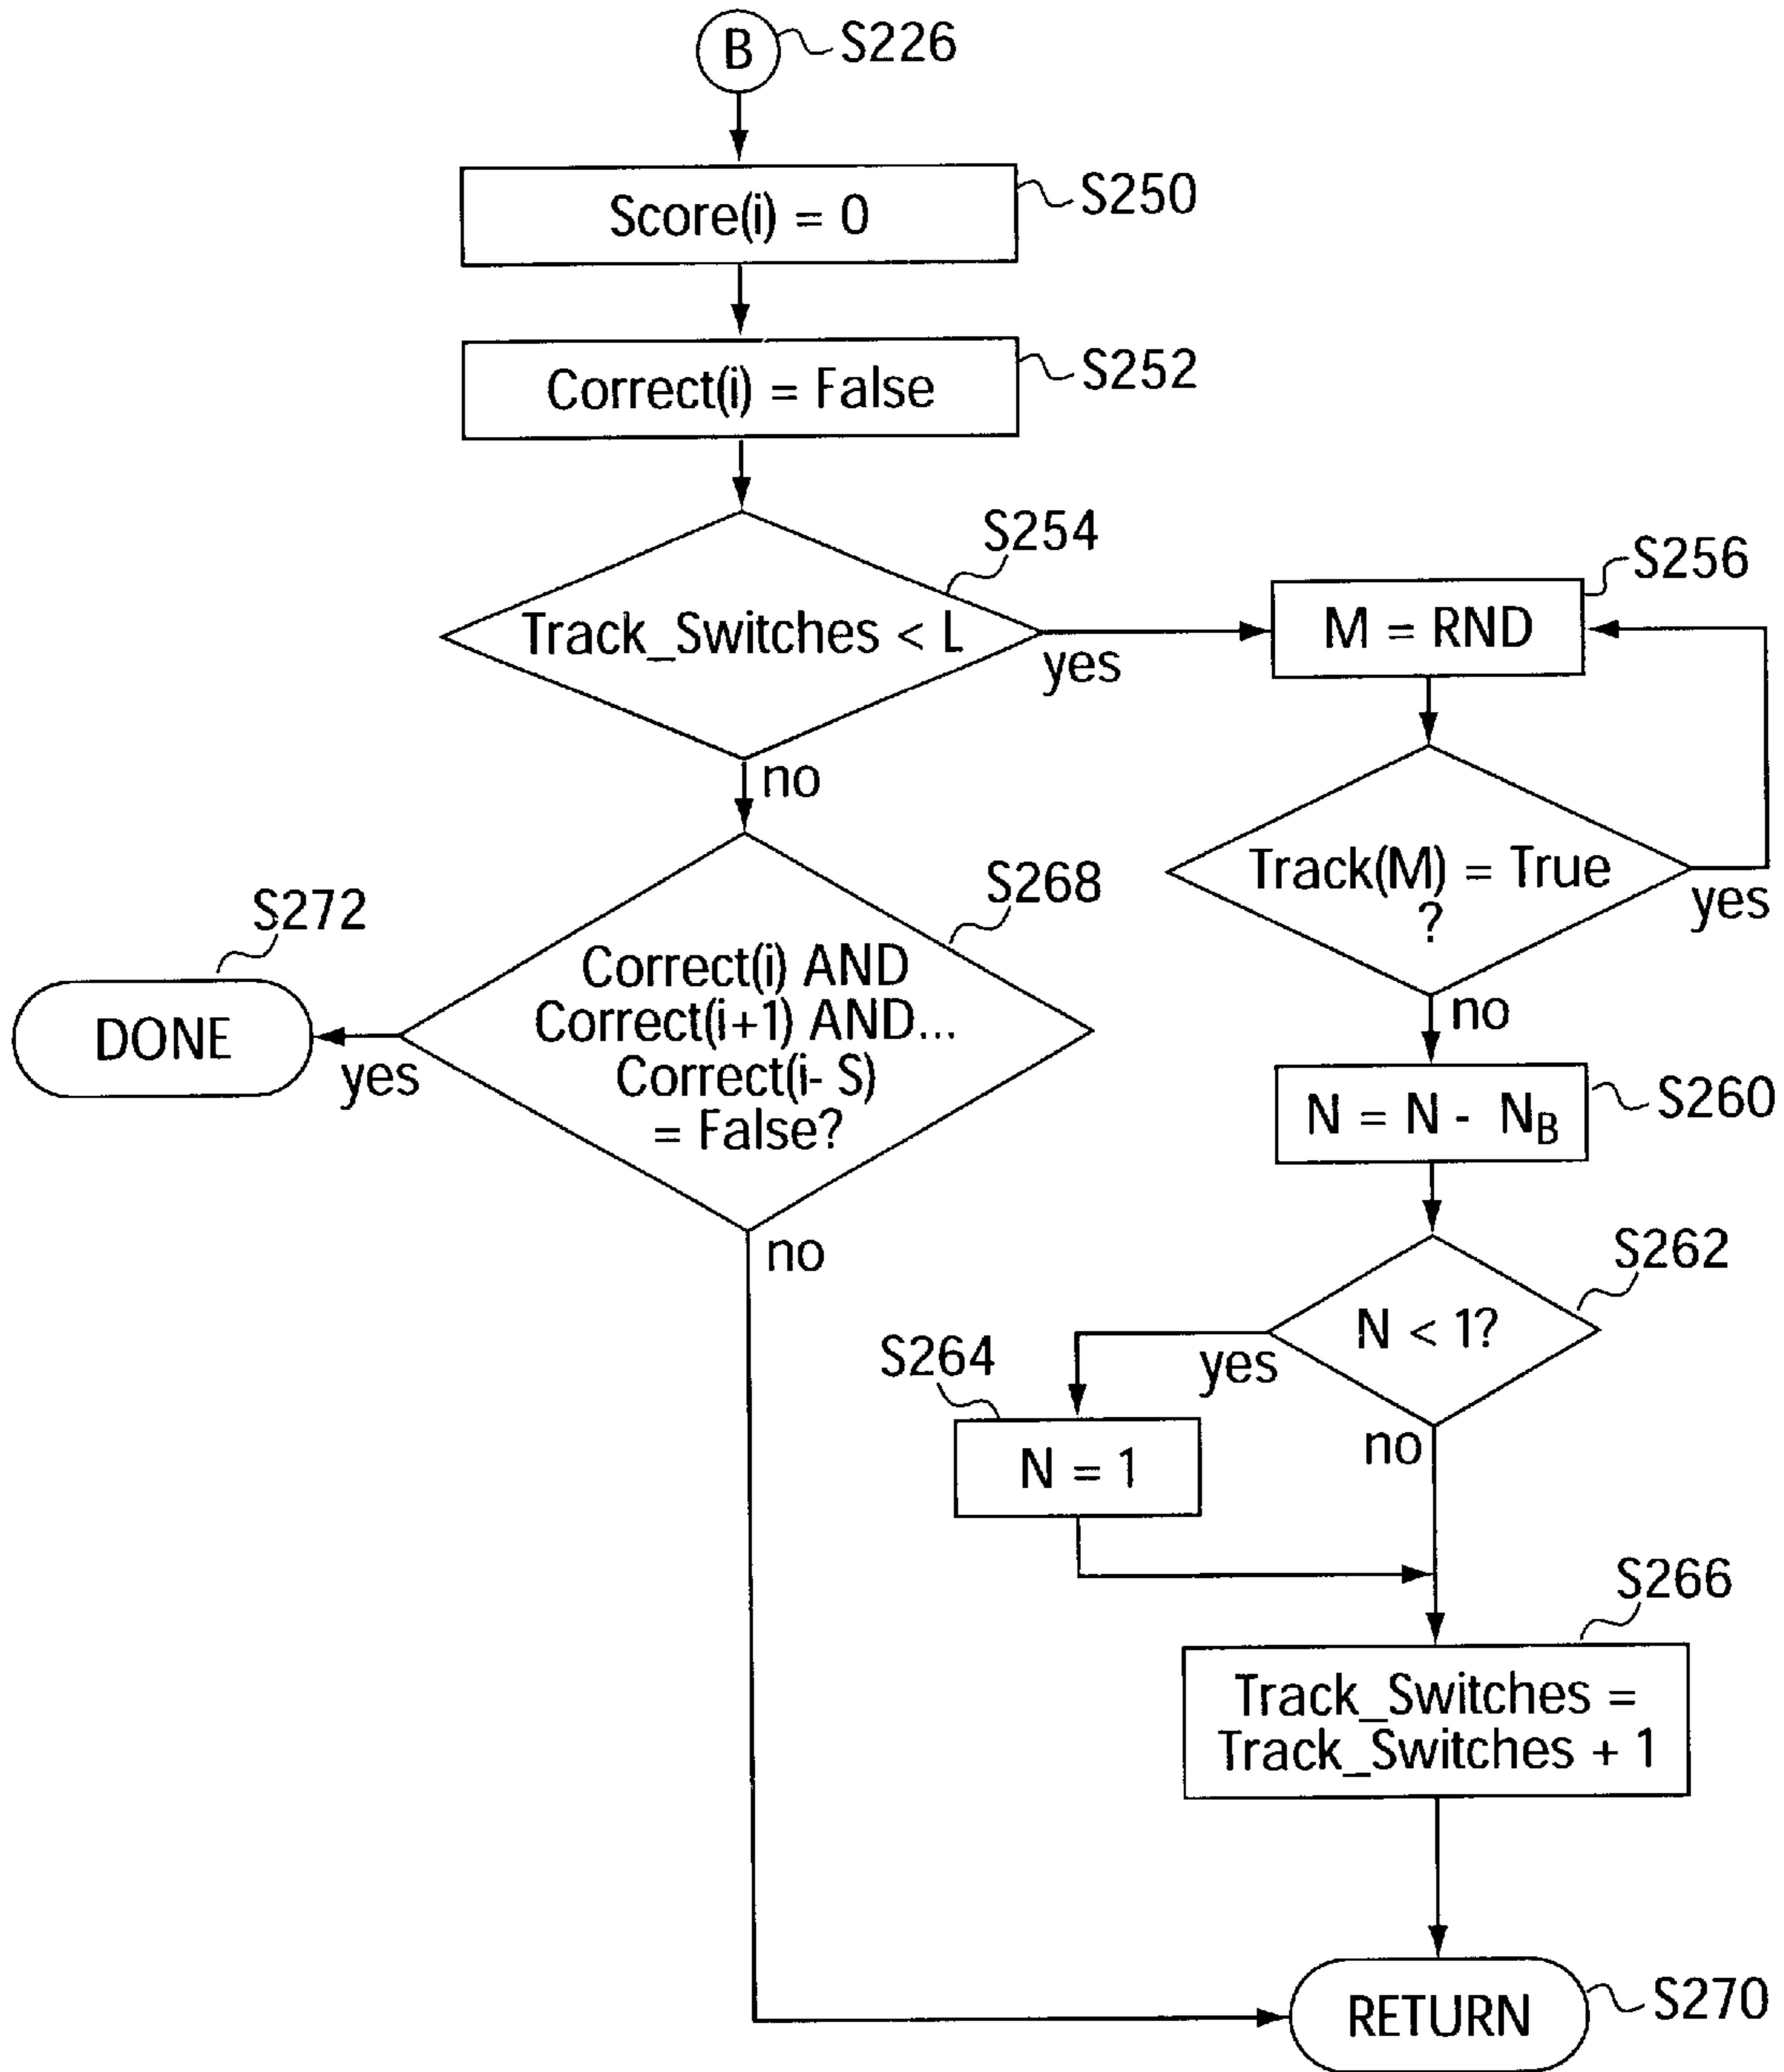 B
S226
Score(i) = 0
S250
Correct(i) = False
S252
Track_Switches < L
S254
yes
no
M = RND
S256
Track(M) = True
?
yes
no
Correct(i) AND
Correct(i+1) AND...
Correct(i- S)
= False?
S268
yes
no
DONE
S272
N = N - NB
S260
N < 1?
S262
yes
no
N = 1
S264
Track_Switches =
Track_Switches + 1
S266
RETURN
S270